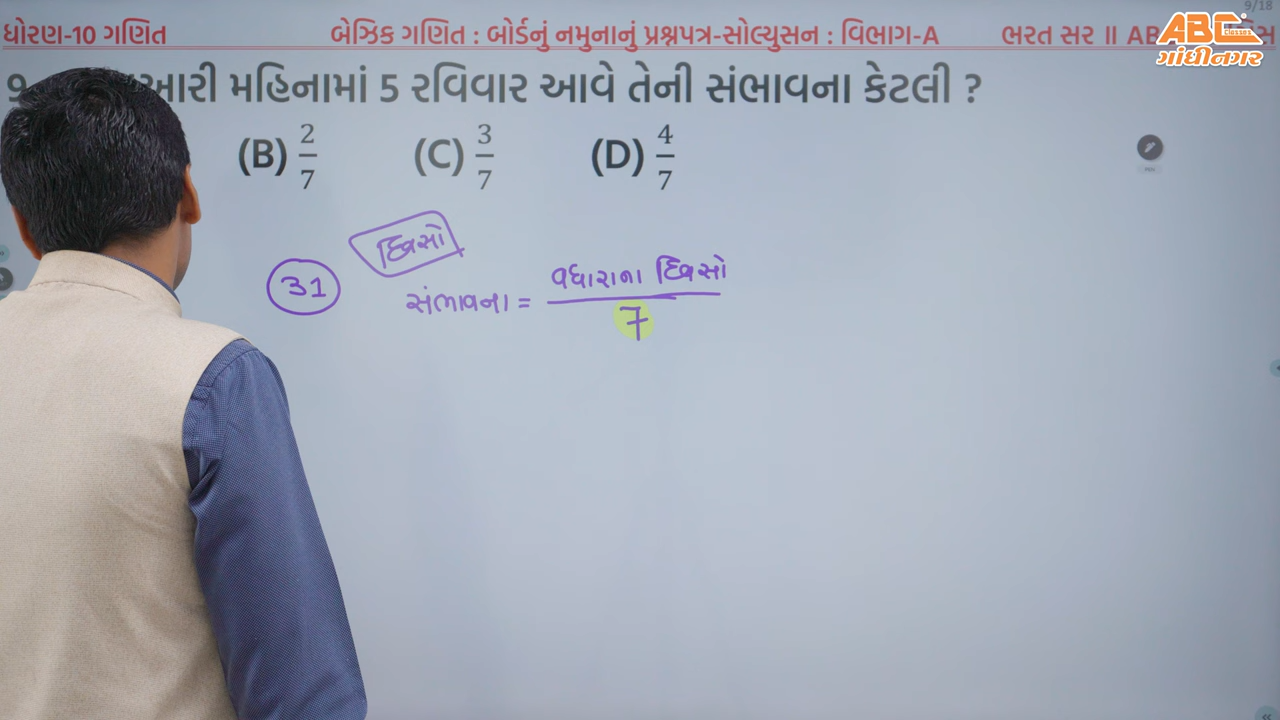 9/18
ધોરણ-10 ગણિત
બેઝિક ગણિત : બોર્ડનું નમુનાનું પ્રશ્નપત્ર-સોલ્યુસન : વિભાગ-A
ભરત સર ॥ AB
ABC
Classes
ગાંધીનગર
9
આરી મહિનામાં 5 રવિવાર આવે તેની સંભાવના કેટલી ?
(B) 2/7 (C) 3/7 (D) 4/7
દિવસો
31
સંભાવના = વધારાના દિવસો / 7